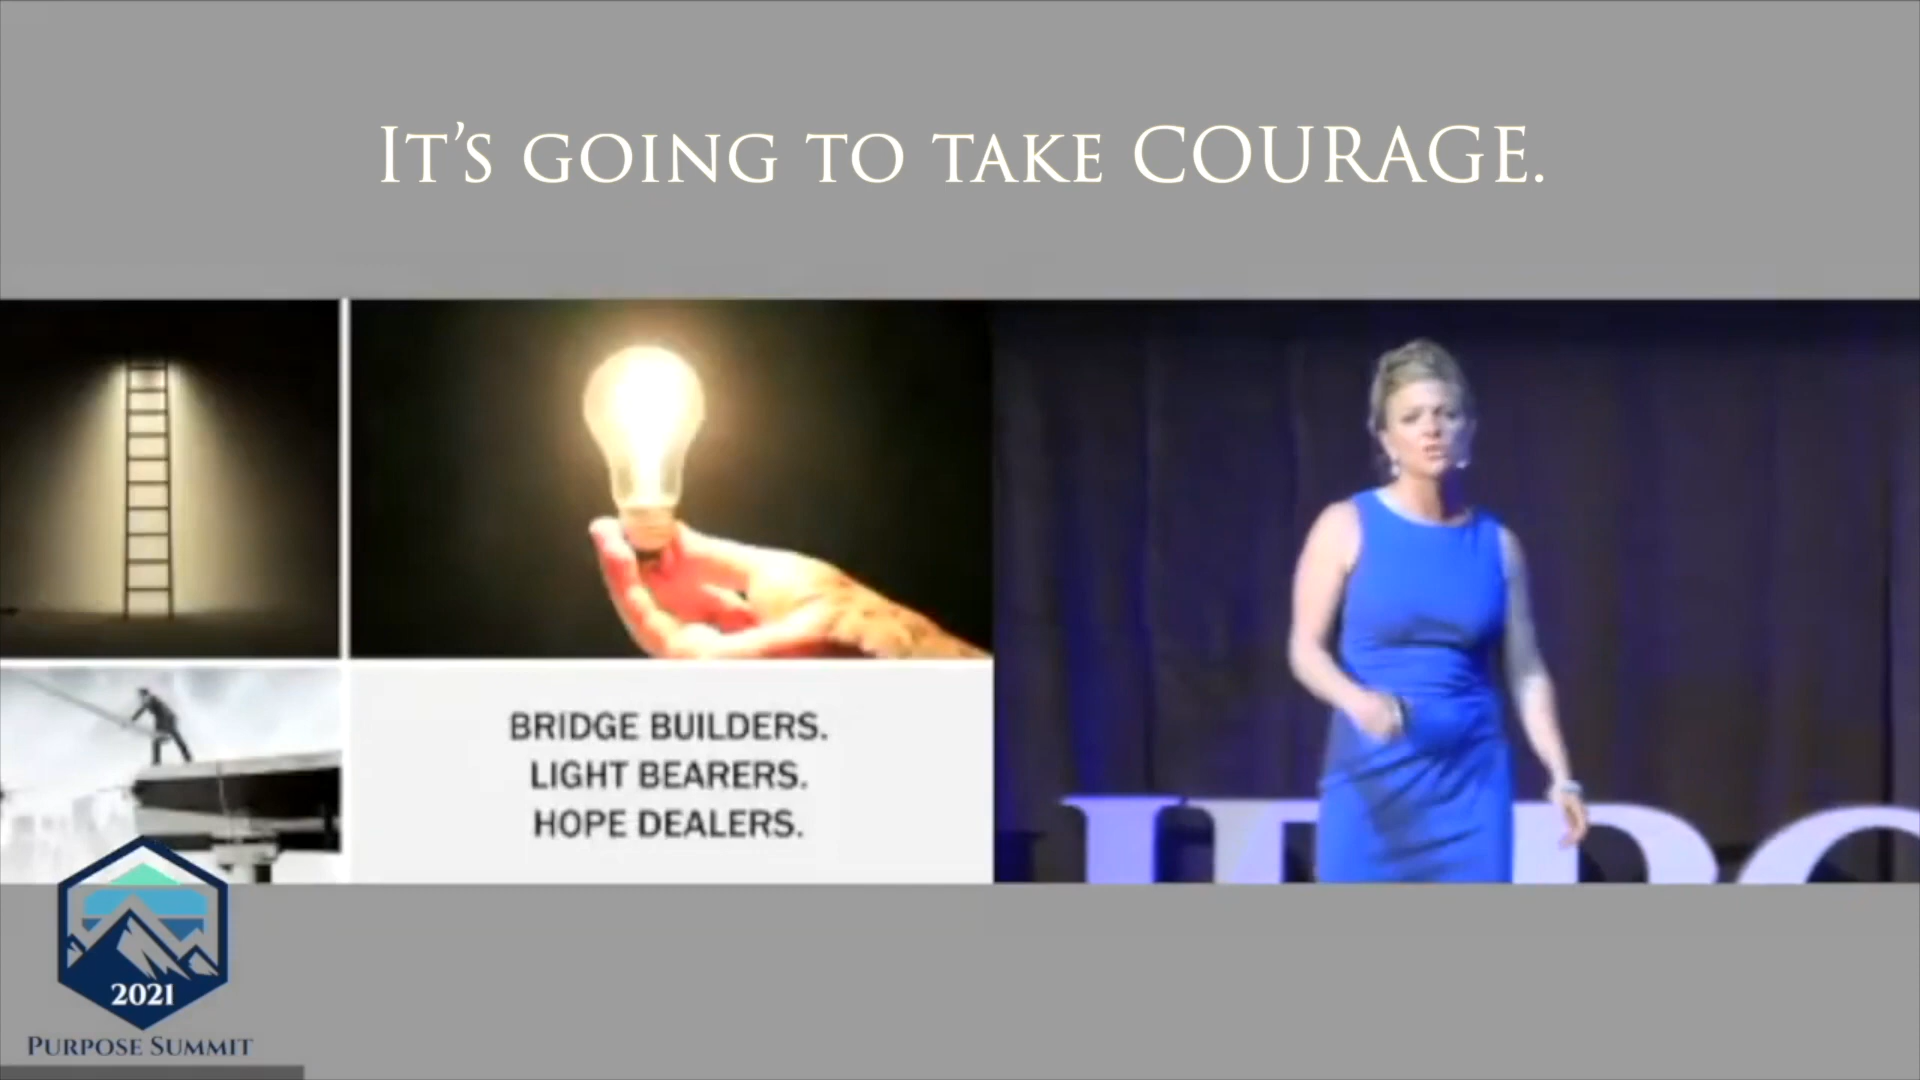 It's going to take COURAGE.
BRIDGE BUILDERS.
LIGHT BEARERS.
HOPE DEALERS.
2021
Purpose Summit